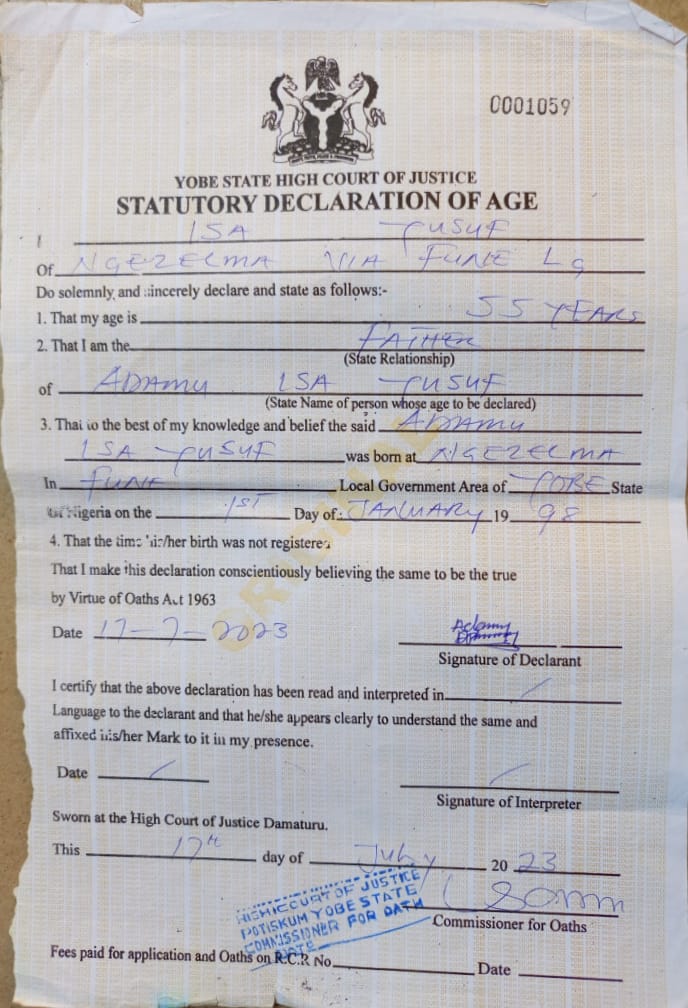 0001059
YOBE STATE HIGH COURT OF JUSTICE
STATUTORY DECLARATION OF AGE
I ISA YUSUF
Of NGEZELMA VIA FUNE Lg
Do solemnly, and sincerely declare and state as follows:-
1. That my age is 55 YEARS
2. That I am the FATHER
(State Relationship)
of ADAMU ISA YUSUF
(State Name of person whose age to be declared)
3. That to the best of my knowledge and belief the said ADAMU
ISA YUSUF was born at NGEZELMA
In FUNE Local Government Area of YOBE State
of Nigeria on the 1ST Day of: JANUARY 19 98
4. That the time his/her birth was not registered
That I make this declaration conscientiously believing the same to be the true
by Virtue of Oaths Act 1963
Date 17-7-2023
Adamu
Signature of Declarant
I certify that the above declaration has been read and interpreted in /
Language to the declarant and that he/she appears clearly to understand the same and
affixed his/her Mark to it in my presence.
Date /
Signature of Interpreter
Sworn at the High Court of Justice Damaturu.
This 17th day of July 20 23
HIGH COURT OF JUSTICE
POTISKUM YOBE STATE
COMMISSIONER FOR OATH
DATE
Commissioner for Oaths
Fees paid for application and Oaths on R.C.R No. Date
ORIGINAL